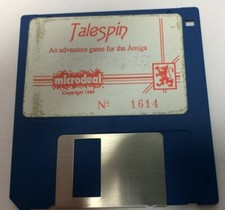 Talespin
An adventure game for the Amiga
microdeal
Copyright 1988
Nº 1614